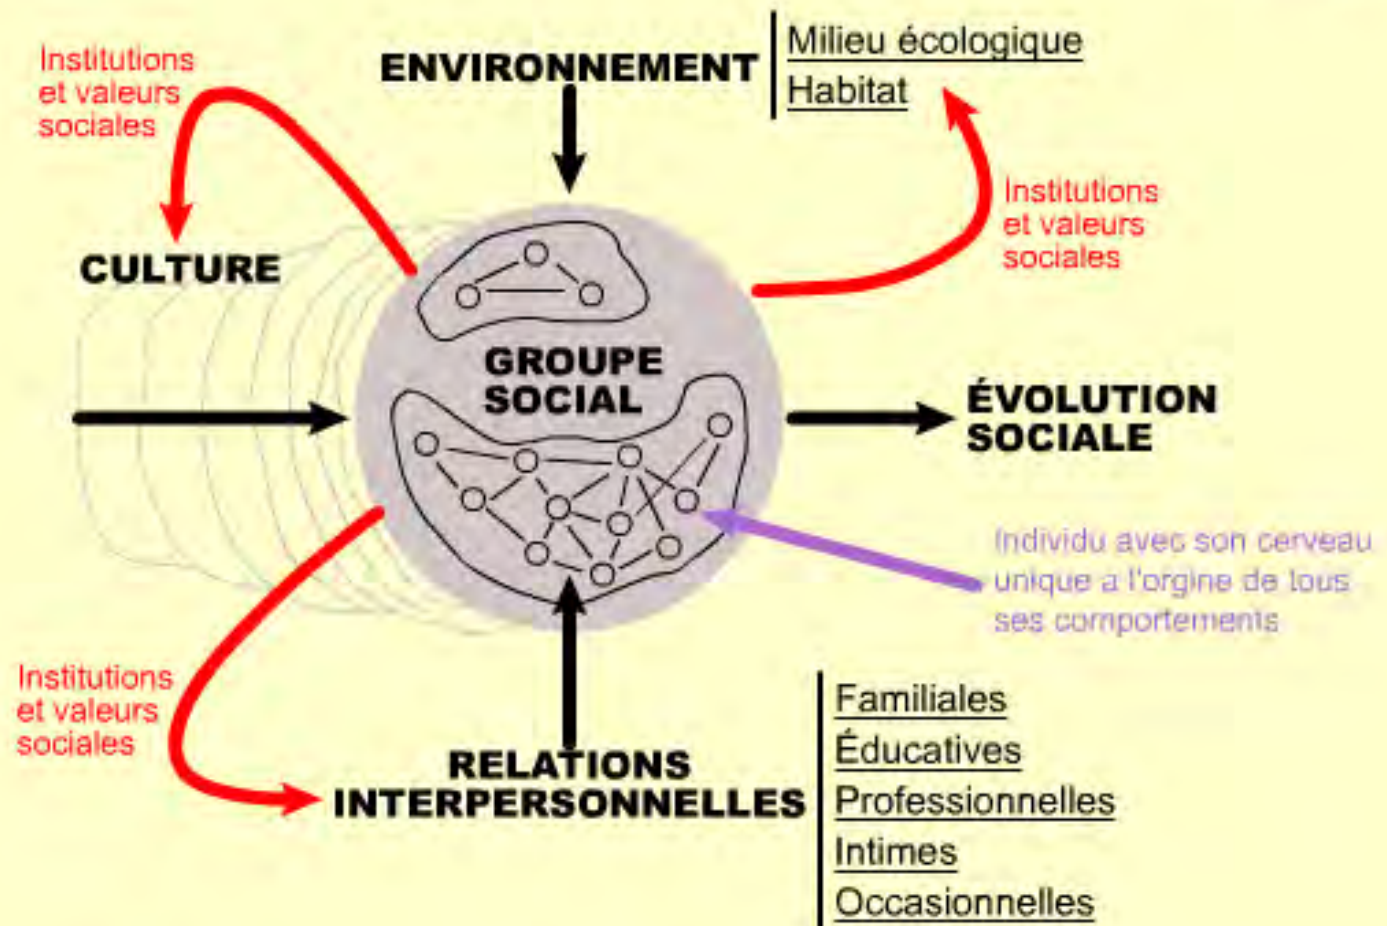 Institutions
et valeurs
sociales
ENVIRONNEMENT
Milieu écologique
Habitat
Institutions
et valeurs
sociales
CULTURE
GROUPE
SOCIAL
ÉVOLUTION
SOCIALE
Individu avec son cerveau
unique a l'orgine de tous
ses comportements
Institutions
et valeurs
sociales
RELATIONS
INTERPERSONNELLES
Familiales
Éducatives
Professionnelles
Intimes
Occasionnelles